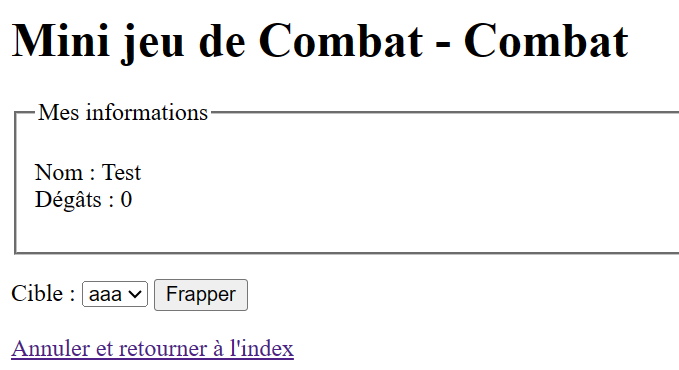 Mini jeu de Combat - Combat
Mes informations
Nom : Test
Dégâts : 0
Cible : aaa Frapper
Annuler et retourner à l'index